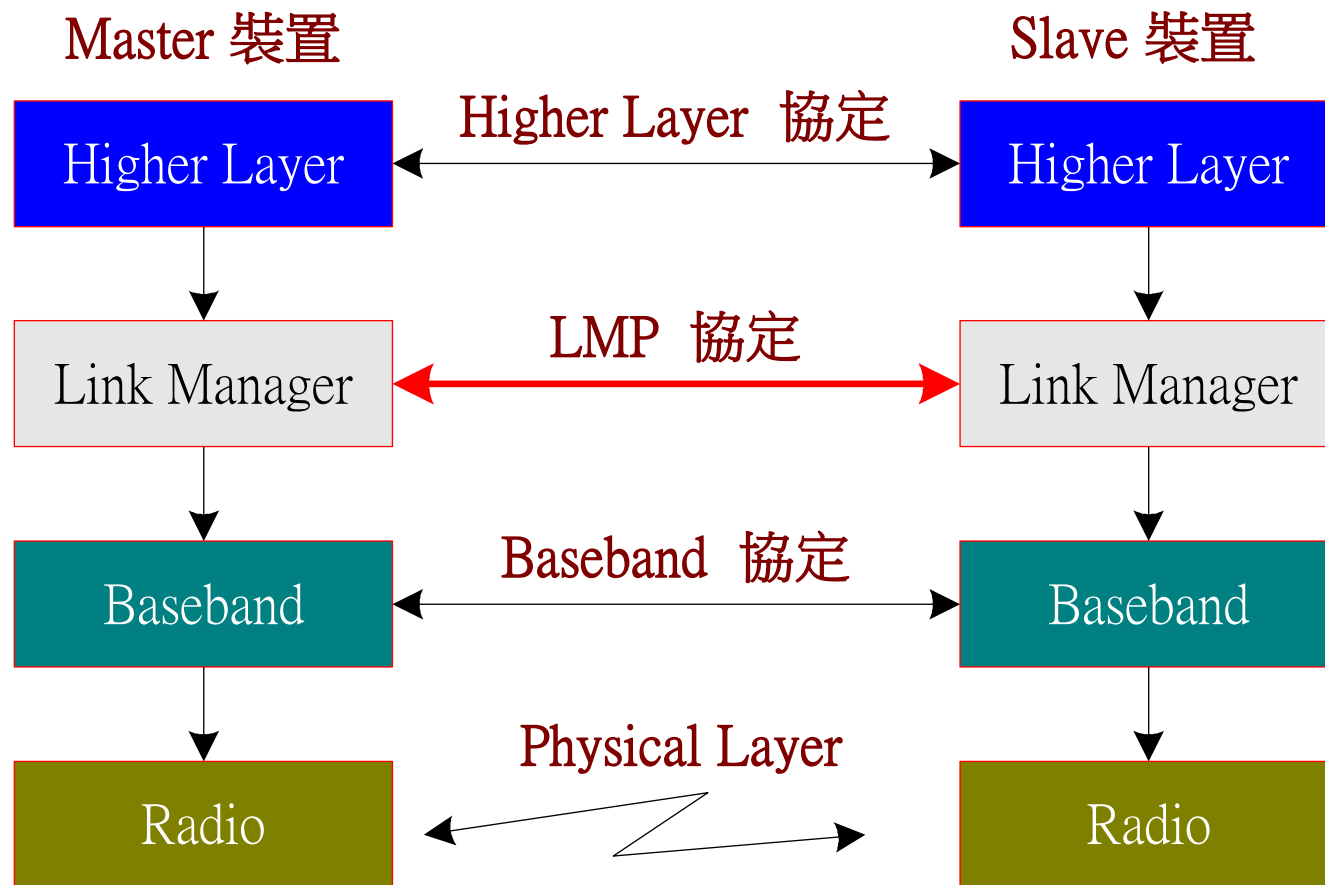 Master 裝置
Slave 裝置
Higher Layer 協定
Higher Layer
Higher Layer
LMP 協定
Link Manager
Link Manager
Baseband 協定
Baseband
Baseband
Physical Layer
Radio
Radio